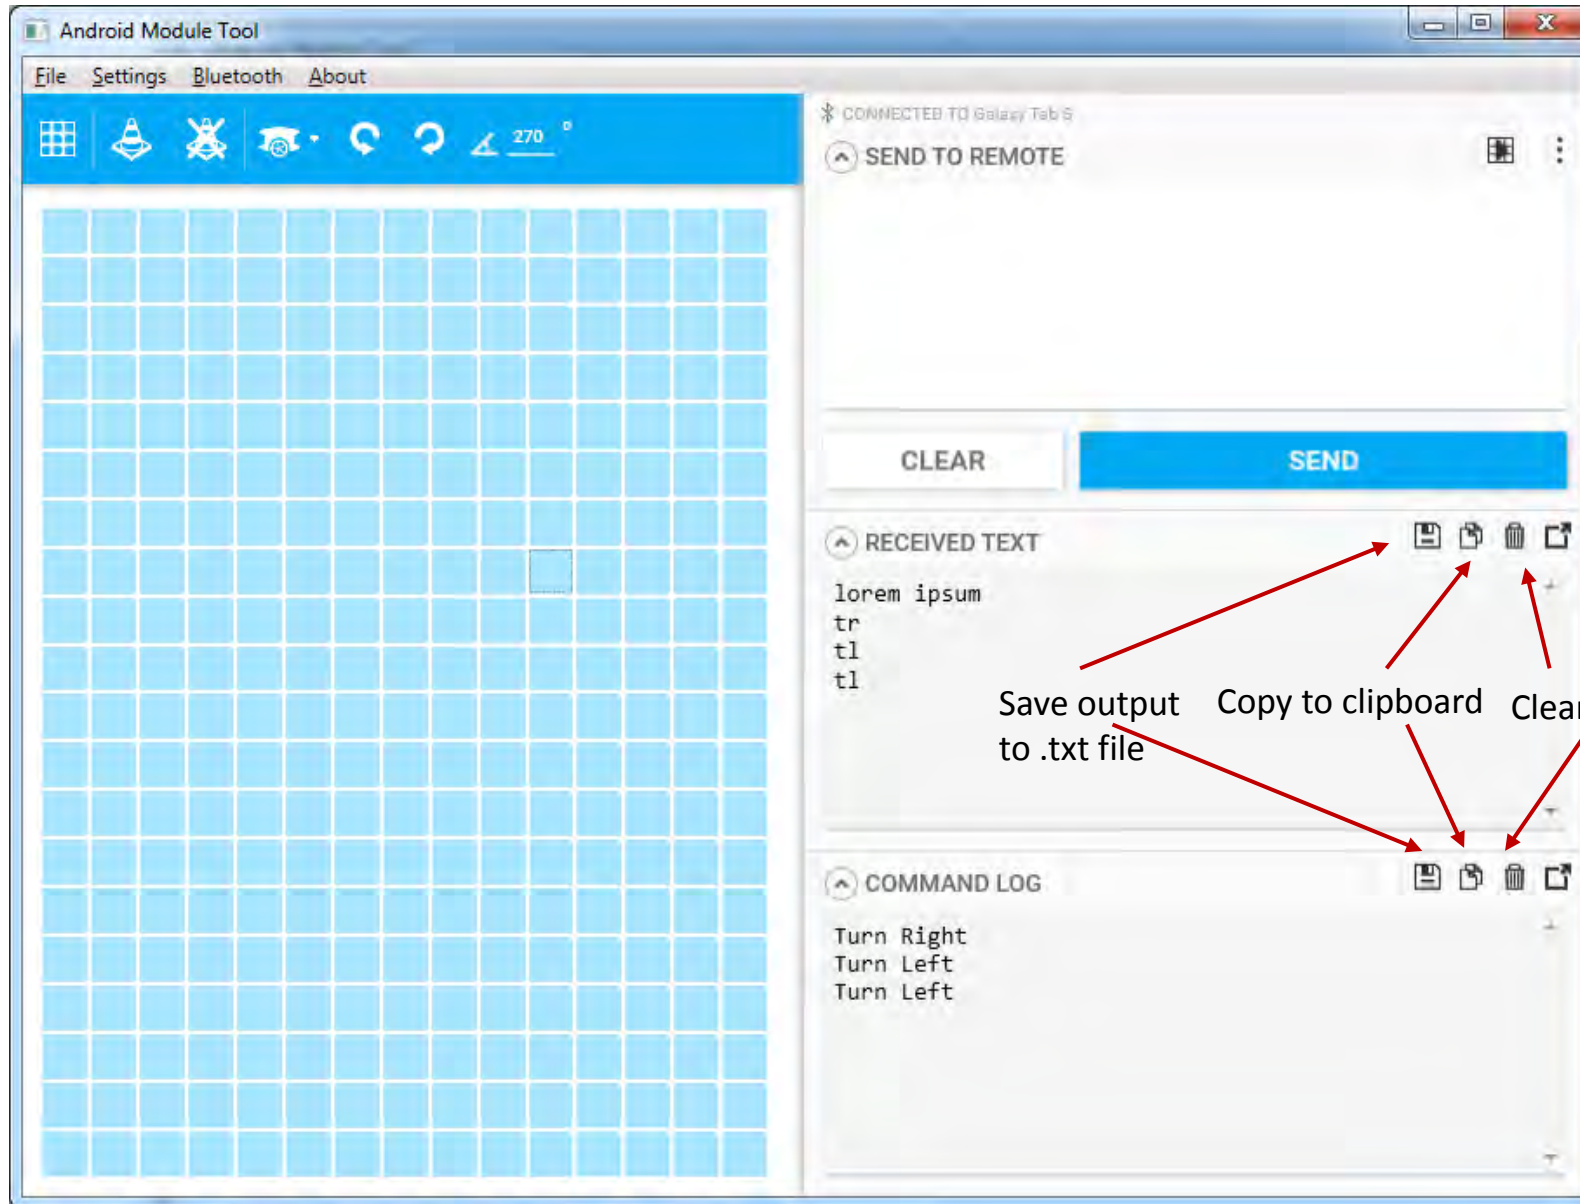 Android Module Tool
File Settings Bluetooth About
270 °
CONNECTED TO Galaxy Tab S
SEND TO REMOTE
CLEAR
SEND
RECEIVED TEXT
lorem ipsum
tr
tl
tl
Save output
to .txt file
Copy to clipboard
Clear
COMMAND LOG
Turn Right
Turn Left
Turn Left